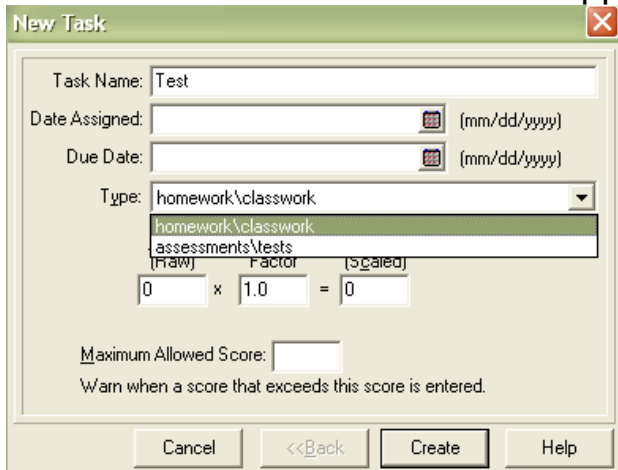 New Task
Task Name: Test
Date Assigned: (mm/dd/yyyy)
Due Date: (mm/dd/yyyy)
Type: homework\classwork
homework\classwork
assessments\tests
(Raw) Factor (Scaled)
0 x 1.0 = 0
Maximum Allowed Score:
Warn when a score that exceeds this score is entered.
Cancel <<Back Create Help